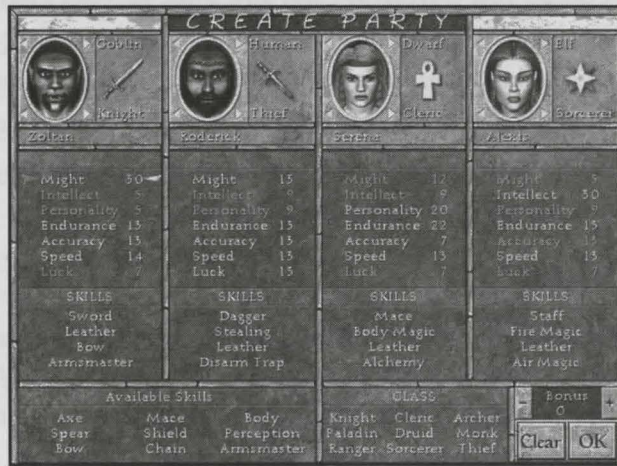 CREATE PARTY
Goblin
Knight
Zoltan
Might 30
Intellect 5
Personality 5
Endurance 13
Accuracy 13
Speed 14
Luck 7
SKILLS
Sword
Leather
Bow
Armsmaster
Human
Thief
Roderick
Might 13
Intellect 9
Personality 9
Endurance 13
Accuracy 13
Speed 13
Luck 13
SKILLS
Dagger
Stealing
Leather
Disarm Trap
Dwarf
Cleric
Serena
Might 12
Intellect 9
Personality 20
Endurance 22
Accuracy 7
Speed 13
Luck 7
SKILLS
Mace
Body Magic
Leather
Alchemy
Elf
Sorcerer
Alexis
Might 5
Intellect 30
Personality 9
Endurance 13
Accuracy 13
Speed 13
Luck 7
SKILLS
Staff
Fire Magic
Leather
Air Magic
Available Skills
Axe Mace Body
Spear Shield Perception
Bow Chain Armsmaster
CLASS
Knight Cleric Archer
Paladin Druid Monk
Ranger Sorcerer Thief
- Bonus +
0
Clear OK